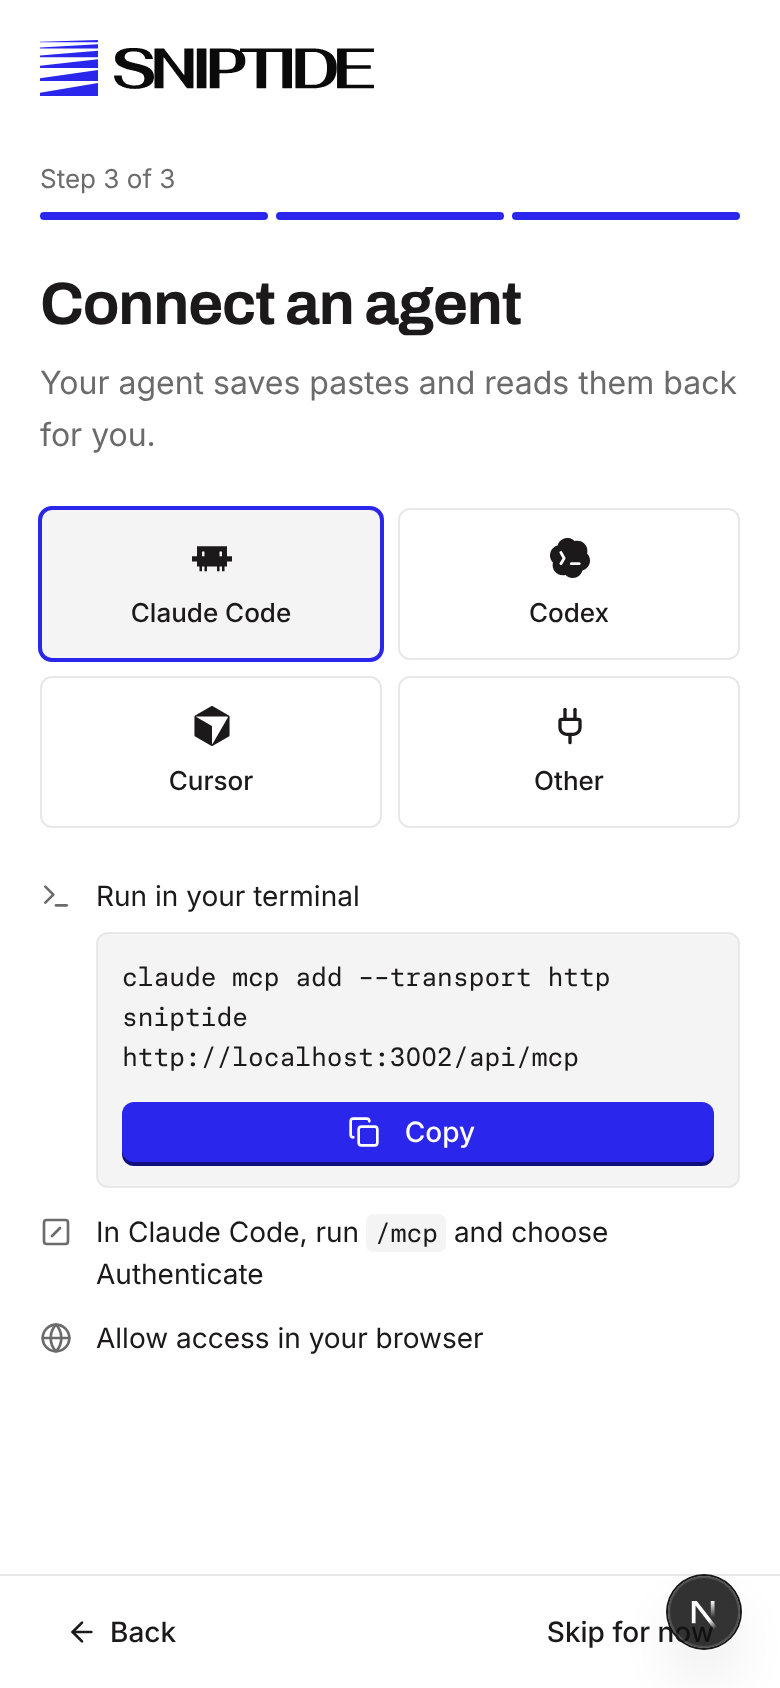 SNIPTIDE
Step 3 of 3
Connect an agent
Your agent saves pastes and reads them back
for you.
Claude Code
Codex
Cursor
Other
Run in your terminal
claude mcp add --transport http
sniptide
http://localhost:3002/api/mcp
Copy
In Claude Code, run /mcp and choose
Authenticate
Allow access in your browser
Back
Skip for now
N